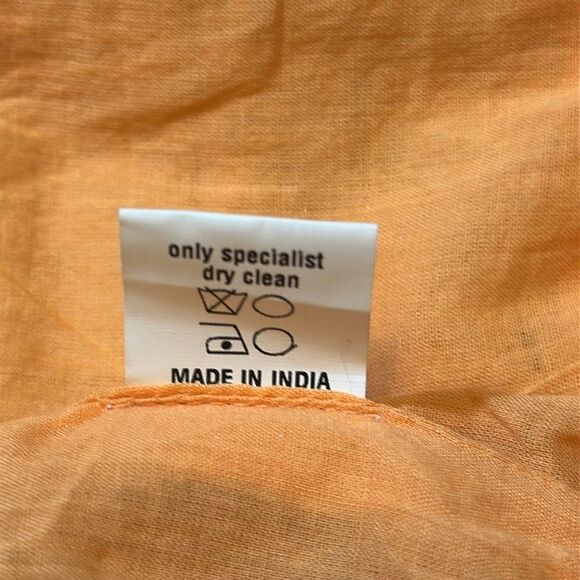 only specialist
dry clean
MADE IN INDIA